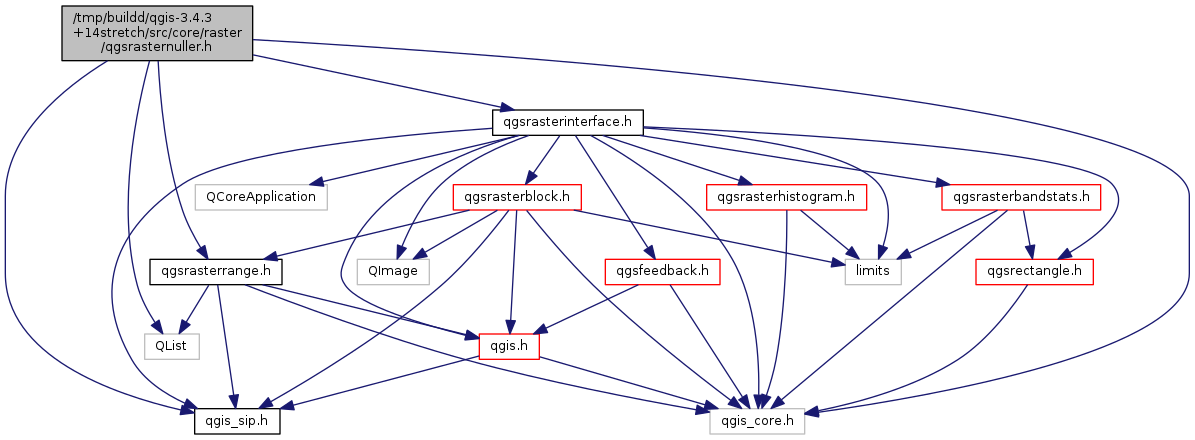 /tmp/buildd/qgis-3.4.3
+14stretch/src/core/raster
/qgsrasternuller.h
qgsrasterinterface.h
QCoreApplication
qgsrasterblock.h
qgsrasterhistogram.h
qgsrasterbandstats.h
qgsrasterrange.h
QImage
qgsfeedback.h
limits
qgsrectangle.h
QList
qgis.h
qgis_sip.h
qgis_core.h